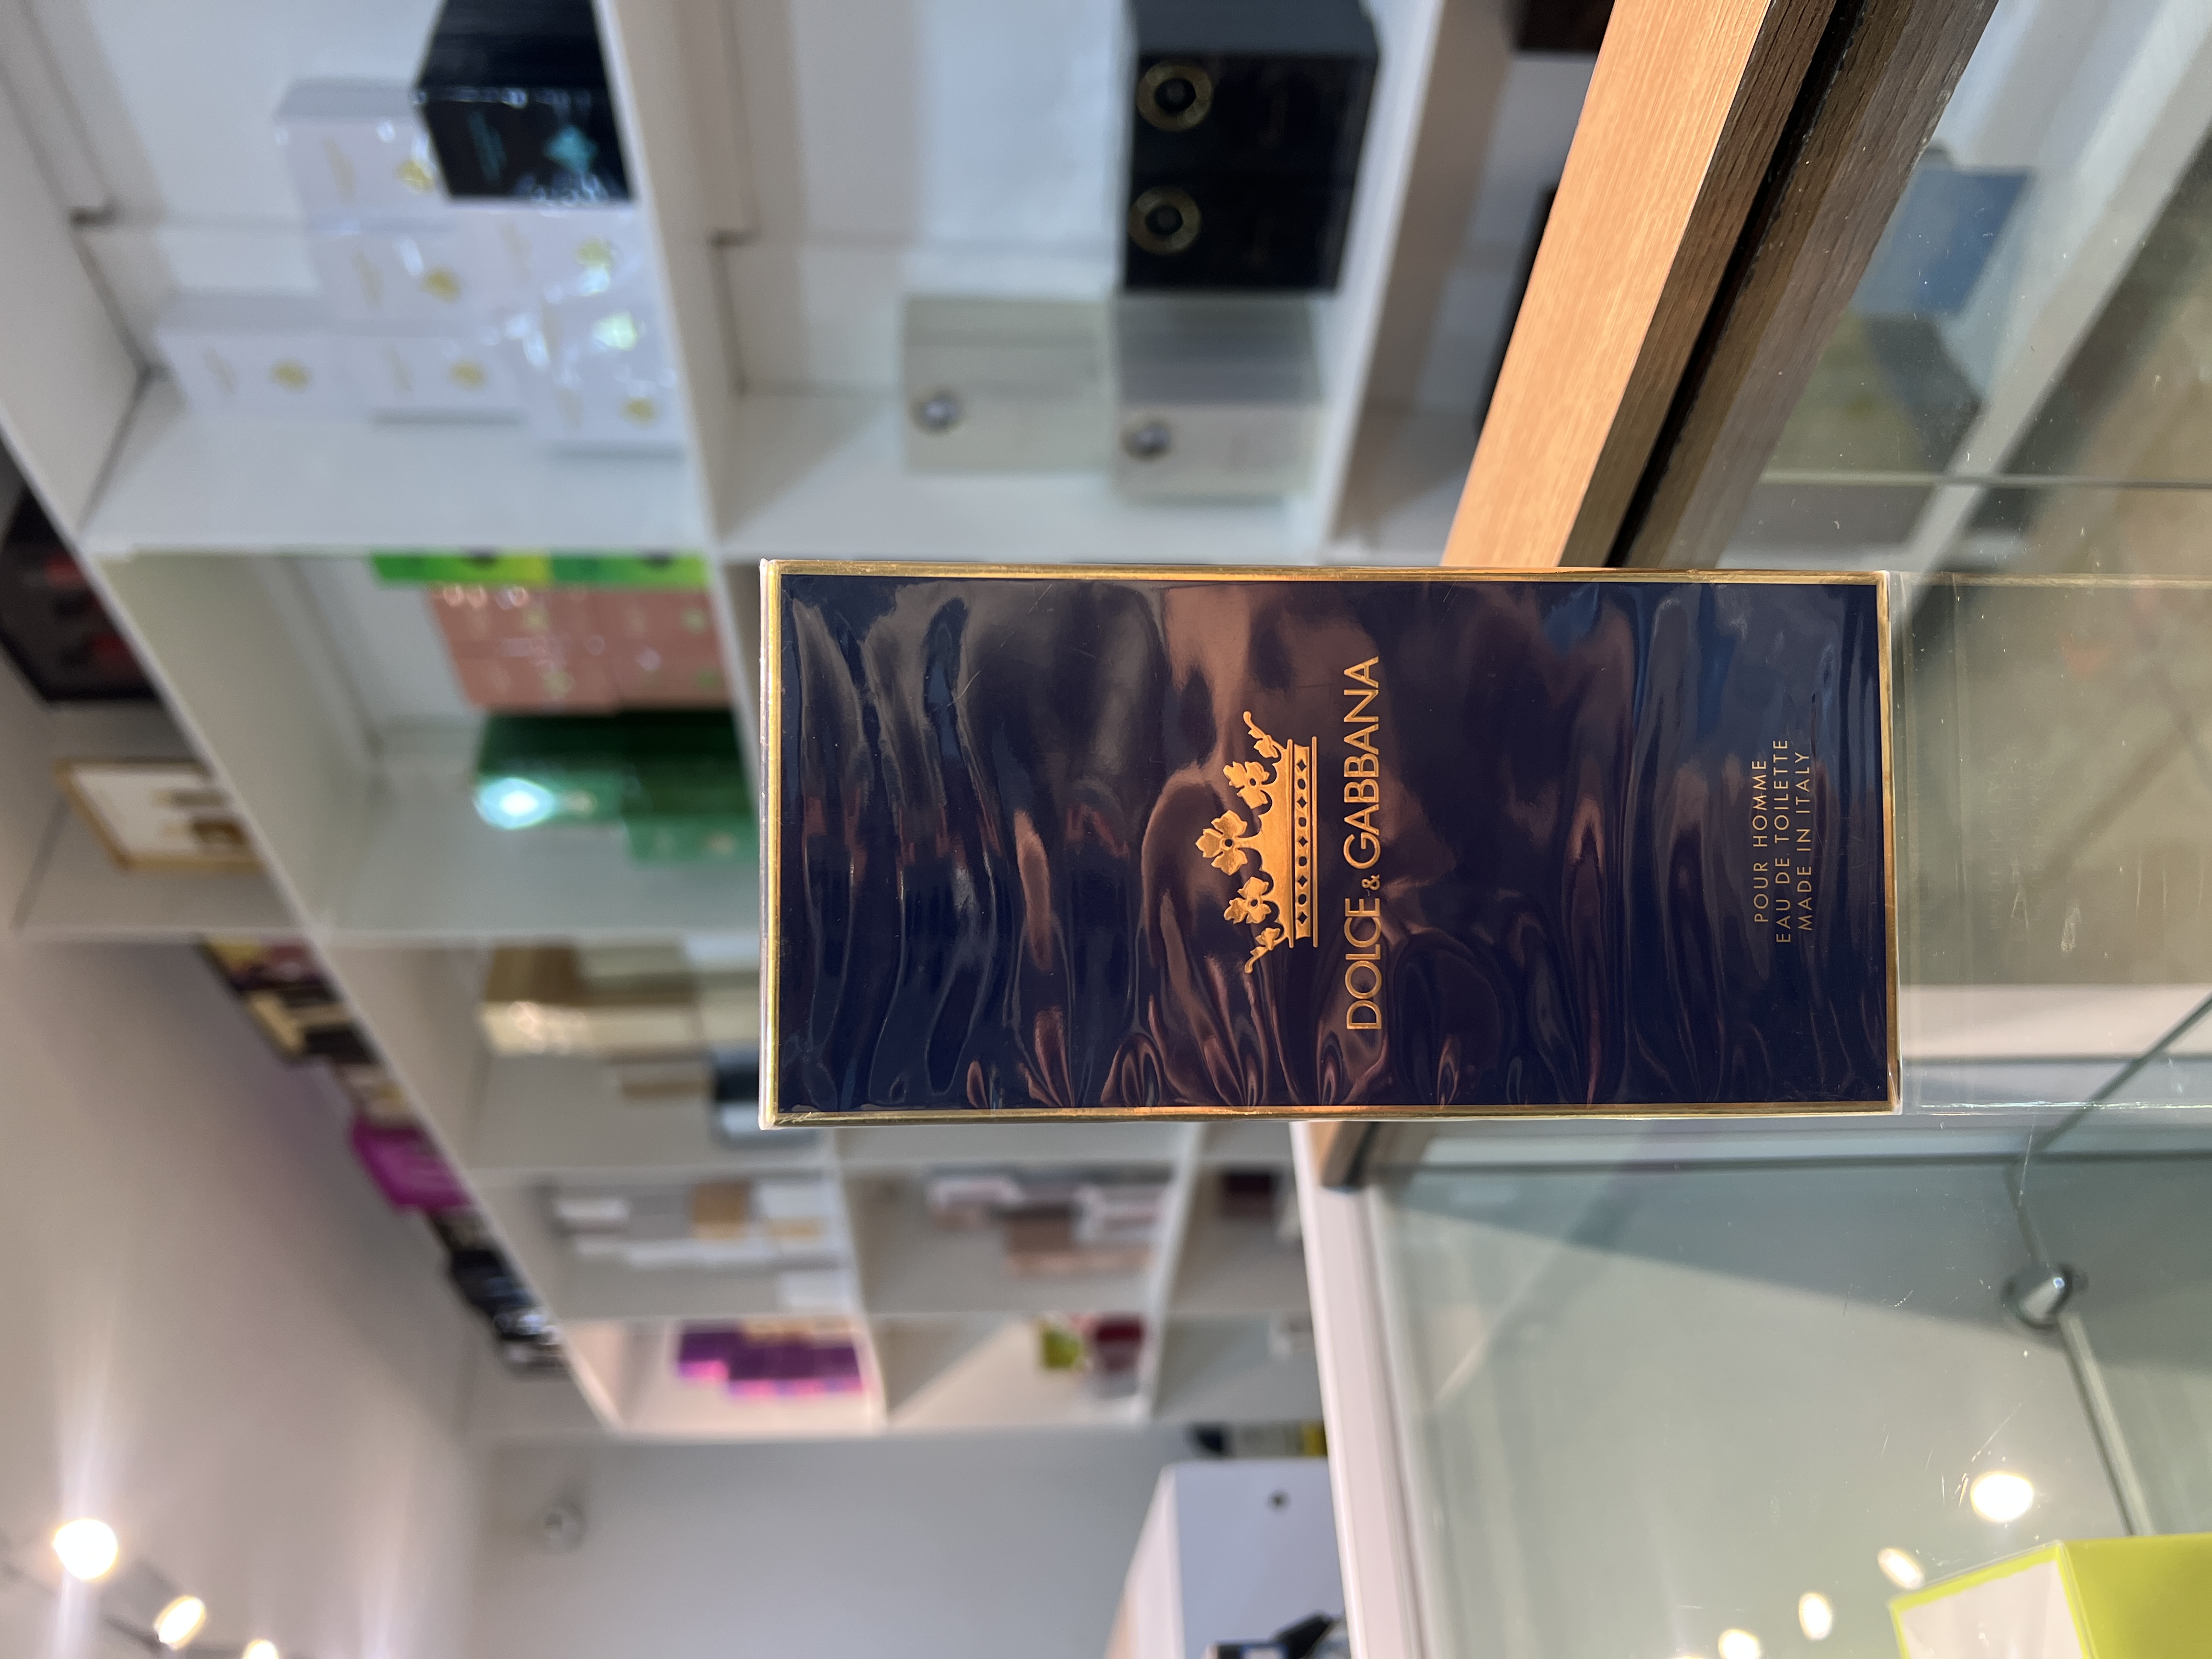 DOLCE & GABBANA
POUR HOMME
EAU DE TOILETTE
MADE IN ITALY